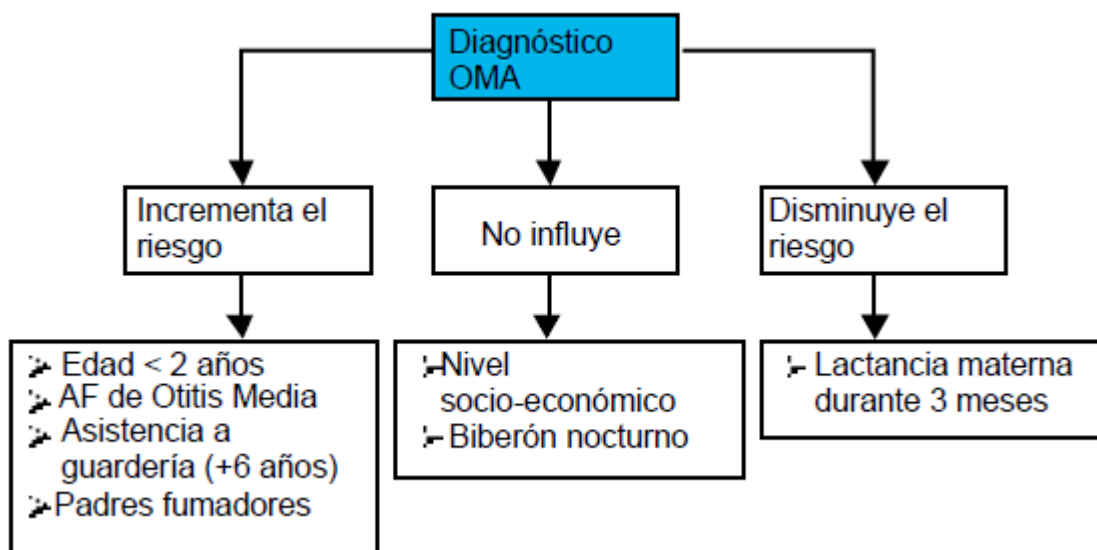 Diagnóstico
OMA
Incrementa el
riesgo
No influye
Disminuye el
riesgo
Edad < 2 años
AF de Otitis Media
Asistencia a
guardería (+6 años)
Padres fumadores
Nivel
socio-económico
Biberón nocturno
Lactancia materna
durante 3 meses